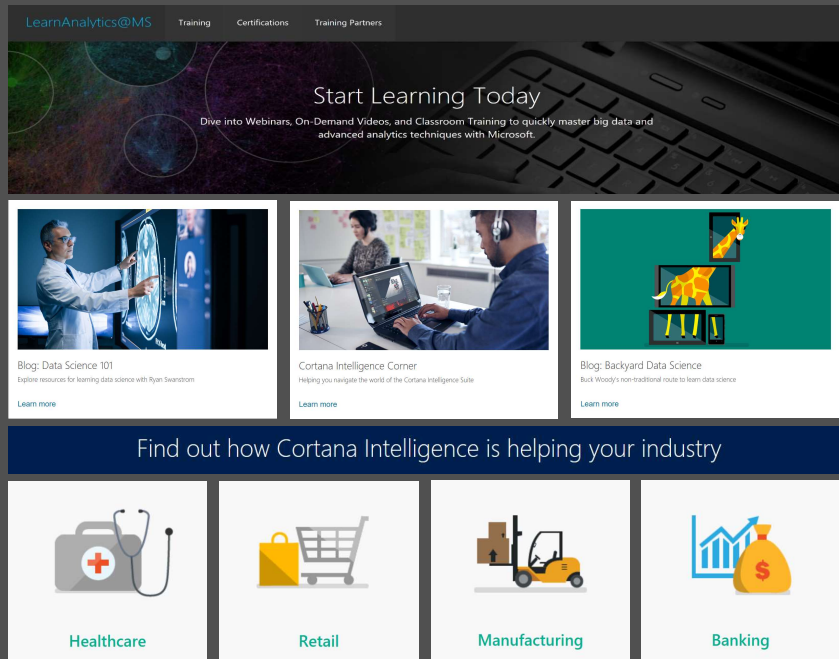 LearnAnalytics@MS
Training
Certifications
Training Partners
Start Learning Today
Dive into Webinars, On-Demand Videos, and Classroom Training to quickly master big data and
advanced analytics techniques with Microsoft.
Blog: Data Science 101
Explore resources for learning data science with Ryan Swanstrom
Learn more
Cortana Intelligence Corner
Helping you navigate the world of the Cortana Intelligence Suite
Learn more
Blog: Backyard Data Science
Buck Woody's non-traditional route to learn data science
Learn more
Find out how Cortana Intelligence is helping your industry
$
Healthcare
Retail
Manufacturing
Banking